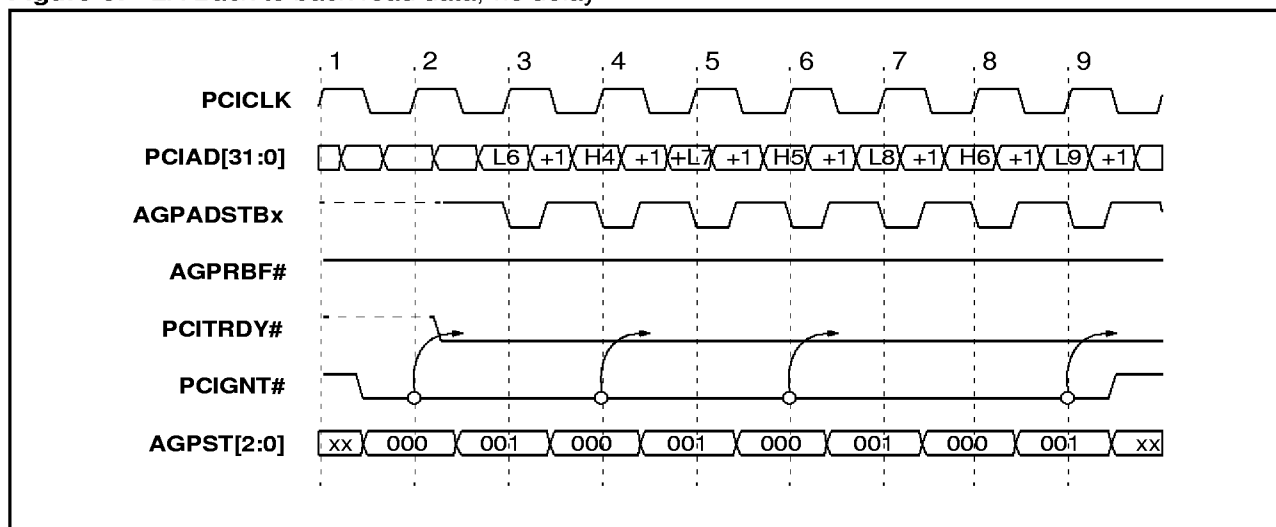 1 2 3 4 5 6 7 8 9
PCICLK
PCIAD[31:0] L6 +1 H4 +1 +L7 +1 H5 +1 L8 +1 H6 +1 L9 +1
AGPADSTBx
AGPRBF#
PCITRDY#
PCIGNT#
AGPST[2:0] xx 000 001 000 001 000 001 000 001 xx